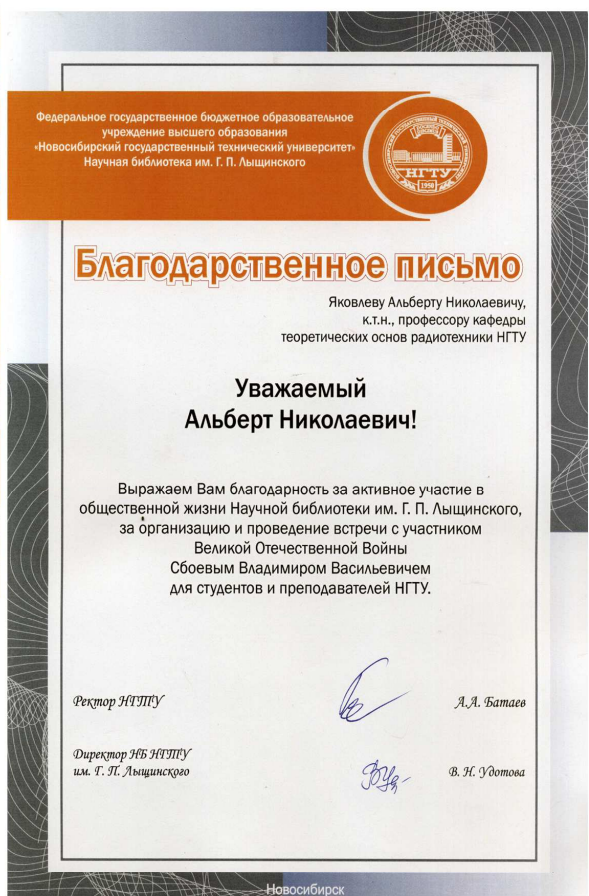 Федеральное государственное бюджетное образовательное
учреждение высшего образования
«Новосибирский государственный технический университет»
Научная библиотека им. Г. П. Лыщинского
НГТУ
1950
Благодарственное письмо
Яковлеву Альберту Николаевичу,
к.т.н., профессору кафедры
теоретических основ радиотехники НГТУ
Уважаемый
Альберт Николаевич!
Выражаем Вам благодарность за активное участие в
общественной жизни Научной библиотеки им. Г. П. Лыщинского,
за организацию и проведение встречи с участником
Великой Отечественной Войны
Сбоевым Владимиром Васильевичем
для студентов и преподавателей НГТУ.
Ректор НГТУ
А.А. Батаев
Директор НБ НГТУ
им. Г. П. Лыщинского
В. Н. Удотова
Новосибирск